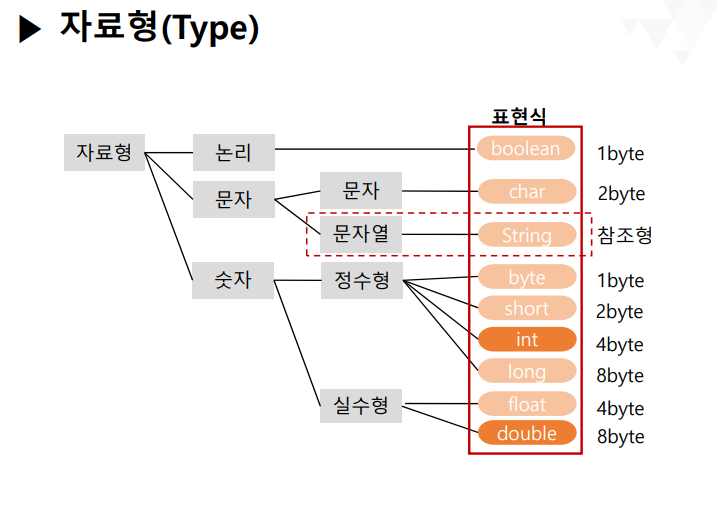 ▶ 자료형(Type)
표현식
자료형 논리 boolean 1byte
문자 문자 char 2byte
문자열 String 참조형
숫자 정수형 byte 1byte
short 2byte
int 4byte
long 8byte
실수형 float 4byte
double 8byte